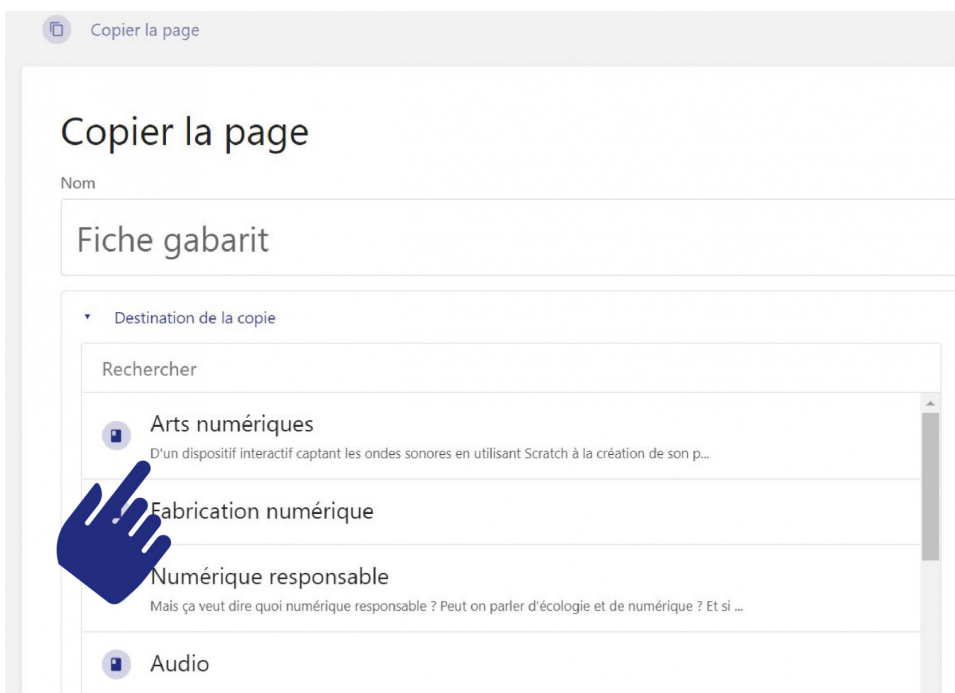 Copier la page
Copier la page
Nom
Fiche gabarit
Destination de la copie
Rechercher
Arts numériques
D'un dispositif interactif captant les ondes sonores en utilisant Scratch à la création de son p...
Fabrication numérique
Numérique responsable
Mais ça veut dire quoi numérique responsable ? Peut on parler d'écologie et de numérique ? Et si ...
Audio